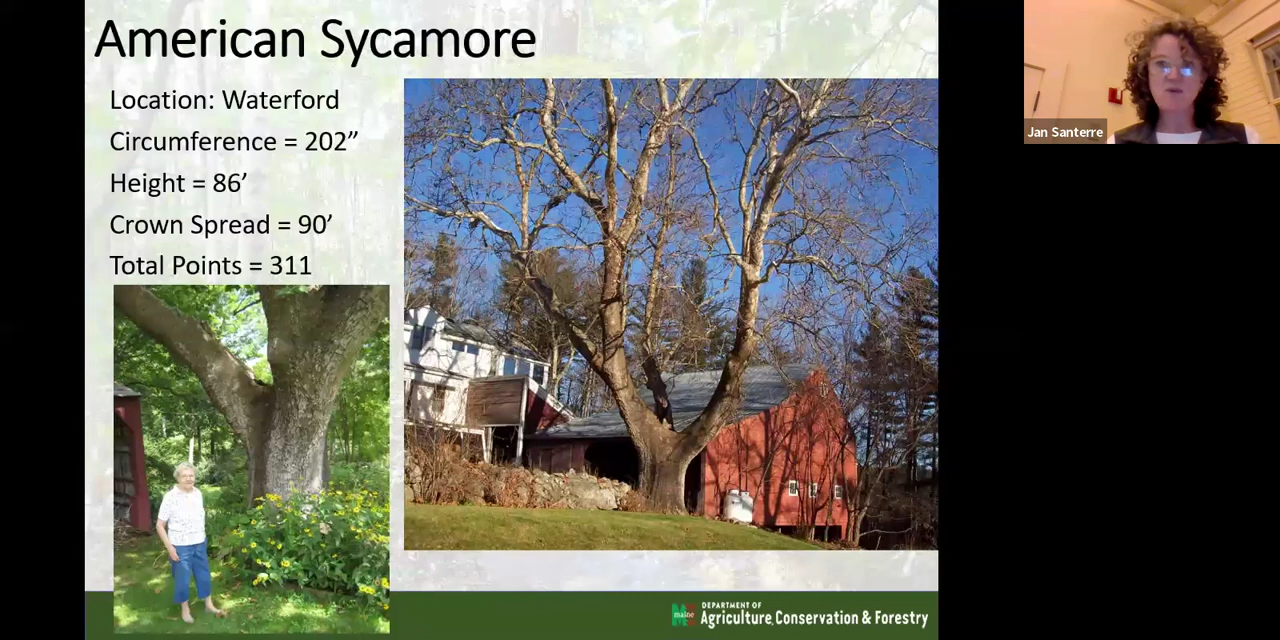 American Sycamore
Location: Waterford
Circumference = 202”
Height = 86’
Crown Spread = 90’
Total Points = 311
Jan Santerre
maine
DEPARTMENT OF
Agriculture, Conservation & Forestry